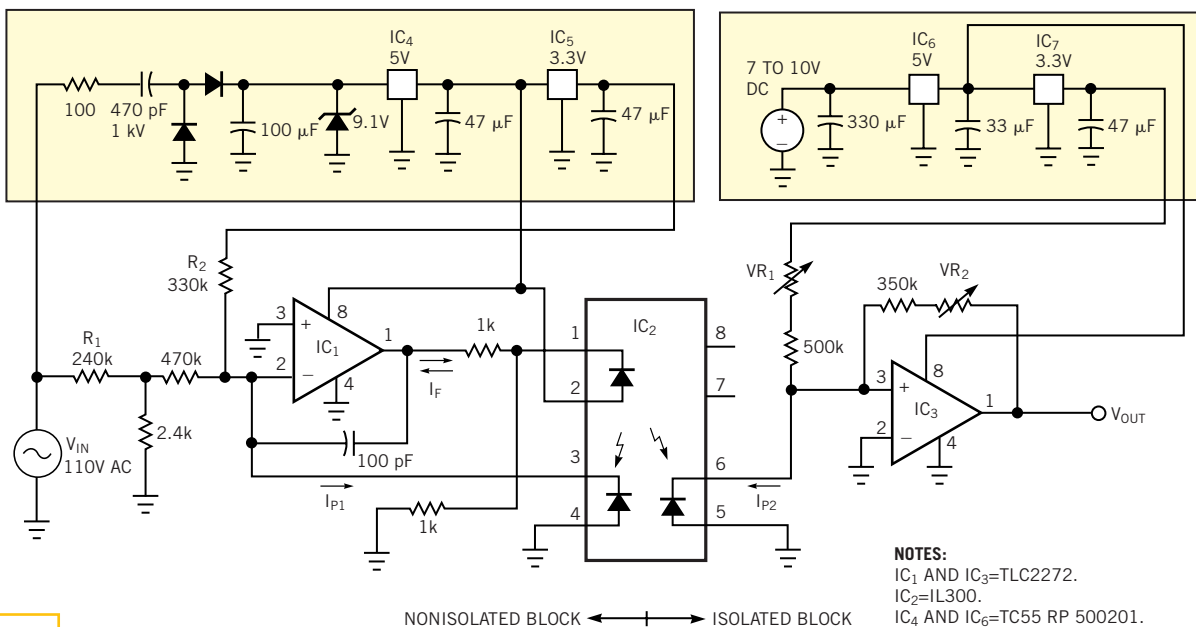 IC4
5V
IC5
3.3V
100
470 pF
1 kV
100 µF
9.1V
47 µF
47 µF
7 TO 10V
DC
+
−
330 µF
IC6
5V
33 µF
IC7
3.3V
47 µF
R2
330k
R1
240k
470k
2.4k
VIN
110V AC
3
+
2
−
IC1
8
1
4
IF
1k
100 pF
IP1
1k
1
2
3
4
IC2
8
7
6
5
IP2
VR1
500k
350k
VR2
3
+
2
−
IC3
8
1
4
VOUT
NONISOLATED BLOCK
ISOLATED BLOCK
NOTES:
IC1 AND IC3=TLC2272.
IC2=IL300.
IC4 AND IC6=TC55 RP 500201.